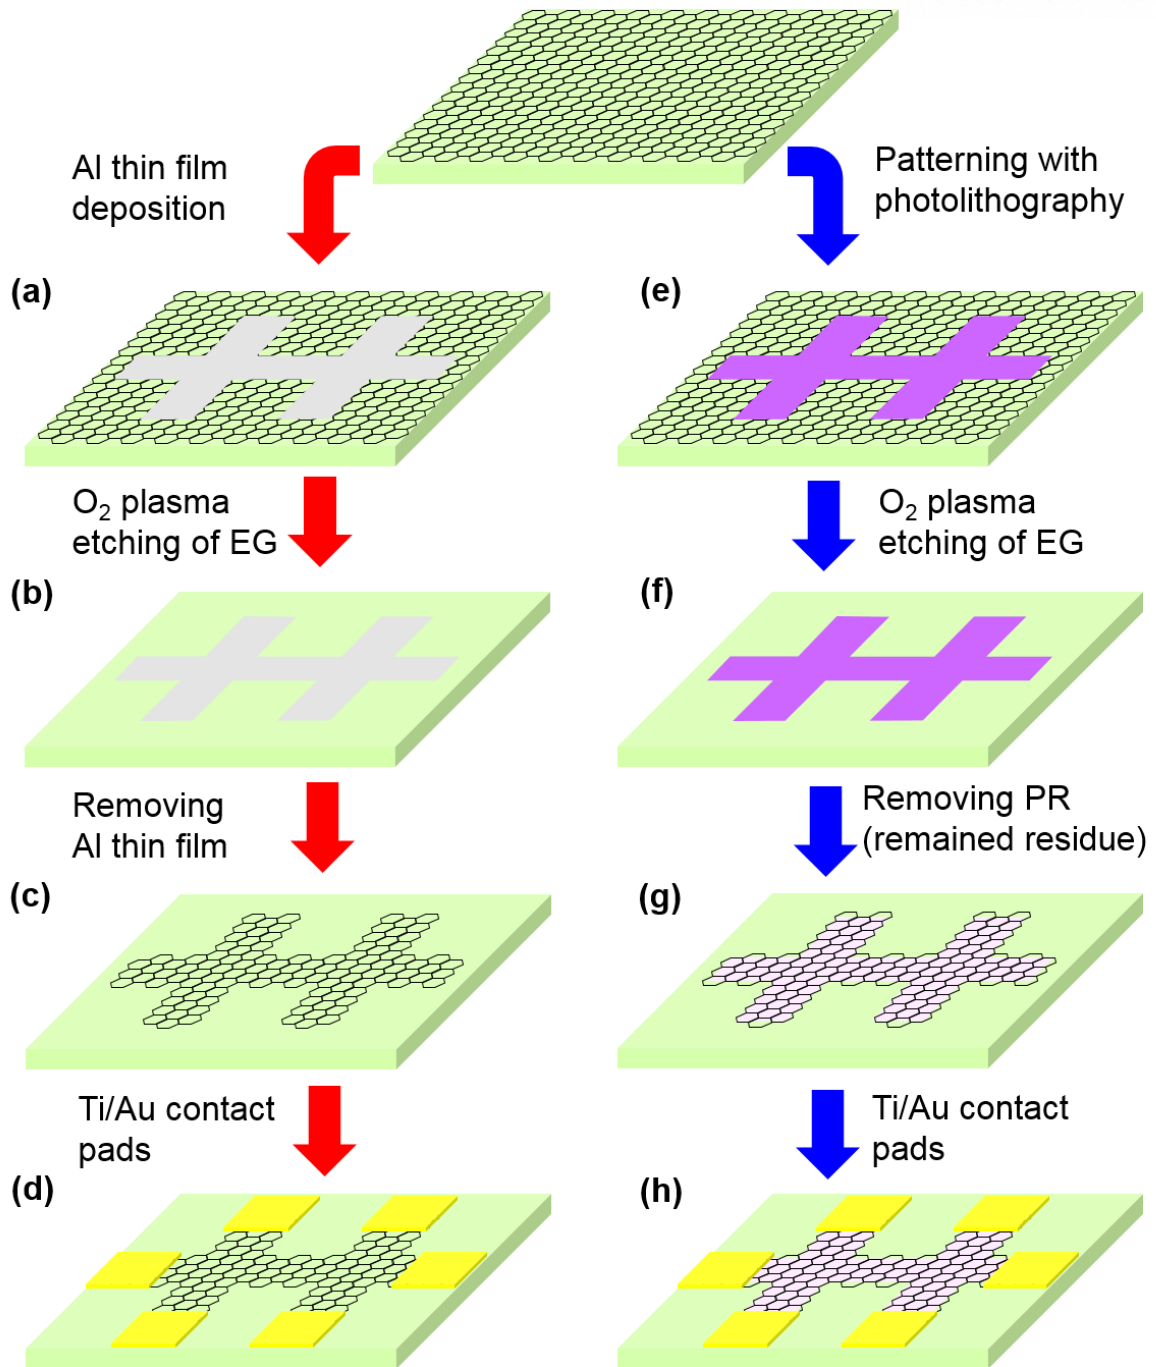 Al thin film
deposition
Patterning with
photolithography
(a)
(e)
O₂ plasma
etching of EG
O₂ plasma
etching of EG
(b)
(f)
Removing
Al thin film
Removing PR
(remained residue)
(c)
(g)
Ti/Au contact
pads
Ti/Au contact
pads
(d)
(h)